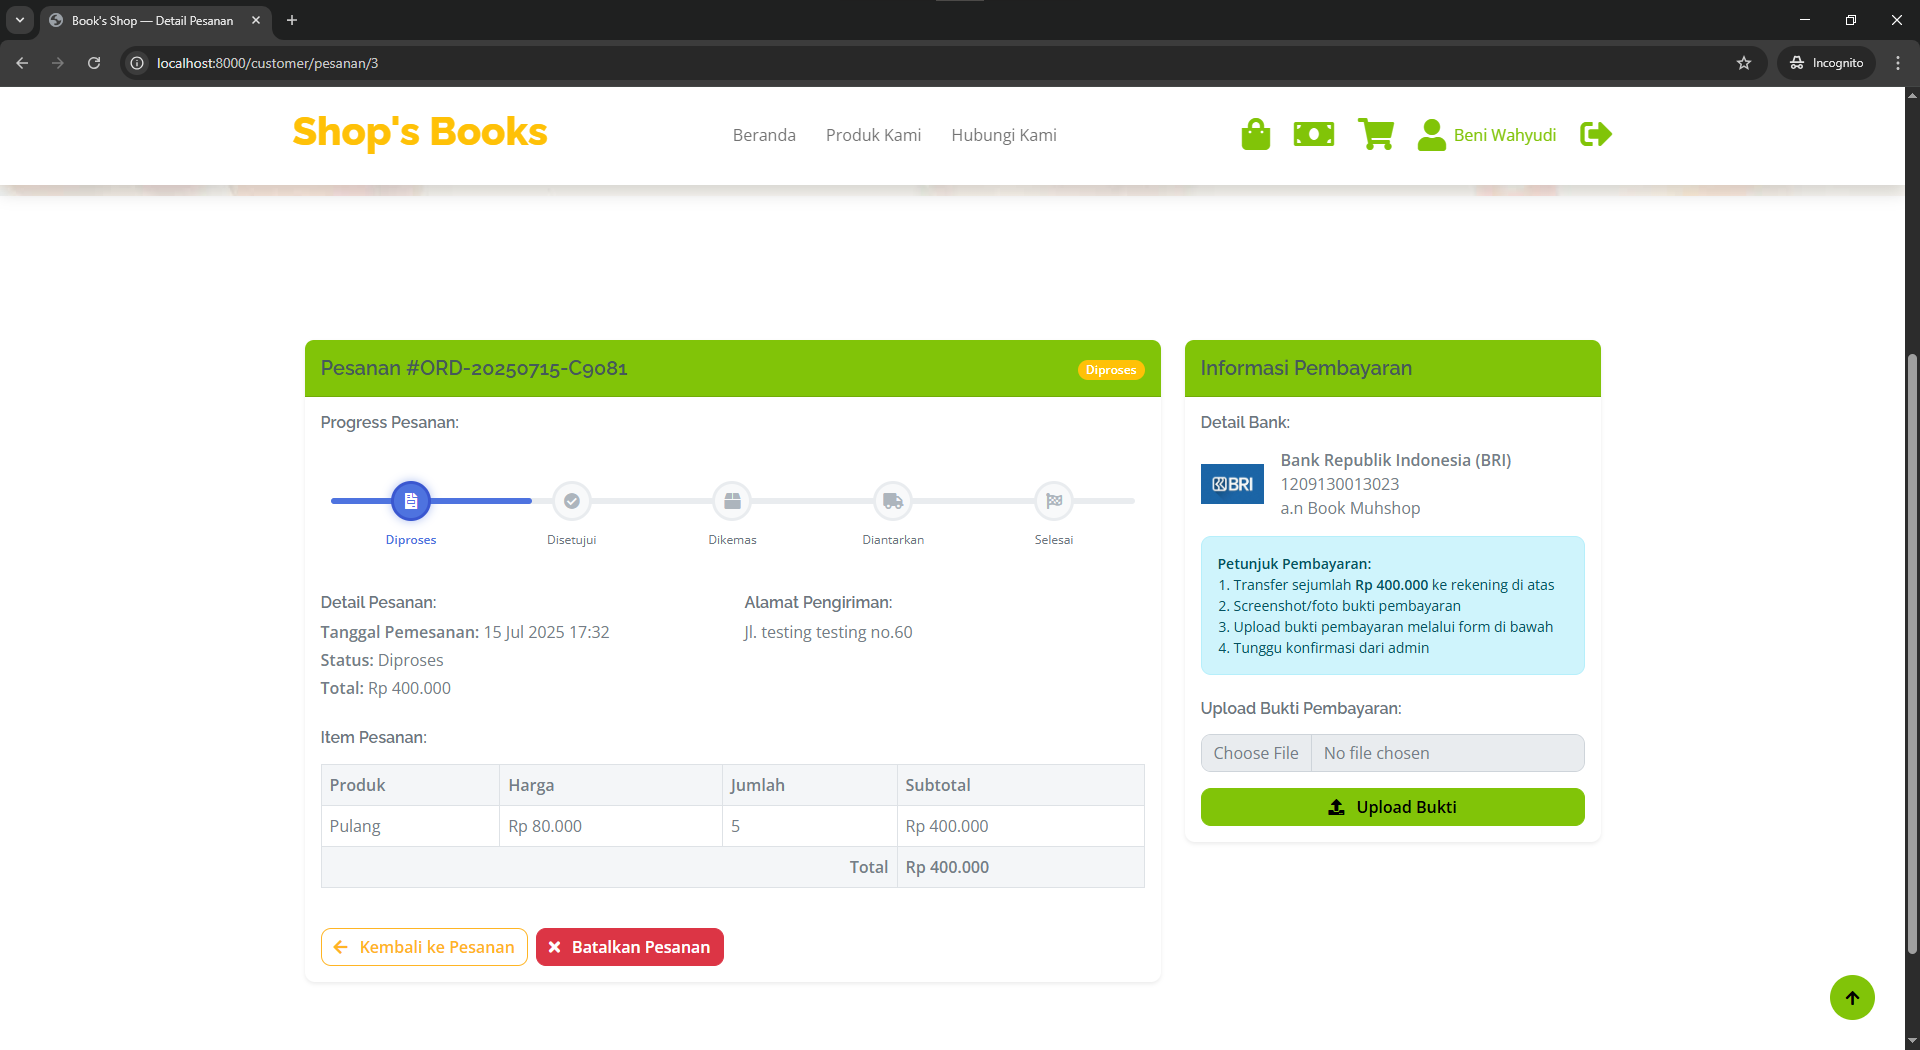 Book's Shop — Detail Pesanan
localhost:8000/customer/pesanan/3
Incognito
Shop's Books
Beranda
Produk Kami
Hubungi Kami
Beni Wahyudi
Pesanan #ORD-20250715-C9081
Diproses
Progress Pesanan:
Diproses
Disetujui
Dikemas
Diantarkan
Selesai
Detail Pesanan:
Tanggal Pemesanan: 15 Jul 2025 17:32
Status: Diproses
Total: Rp 400.000
Alamat Pengiriman:
Jl. testing testing no.60
Item Pesanan:
Produk Harga Jumlah Subtotal
Pulang Rp 80.000 5 Rp 400.000
Total Rp 400.000
Kembali ke Pesanan
Batalkan Pesanan
Informasi Pembayaran
Detail Bank:
BRI
Bank Republik Indonesia (BRI)
1209130013023
a.n Book Muhshop
Petunjuk Pembayaran:
1. Transfer sejumlah Rp 400.000 ke rekening di atas
2. Screenshot/foto bukti pembayaran
3. Upload bukti pembayaran melalui form di bawah
4. Tunggu konfirmasi dari admin
Upload Bukti Pembayaran:
Choose File No file chosen
Upload Bukti